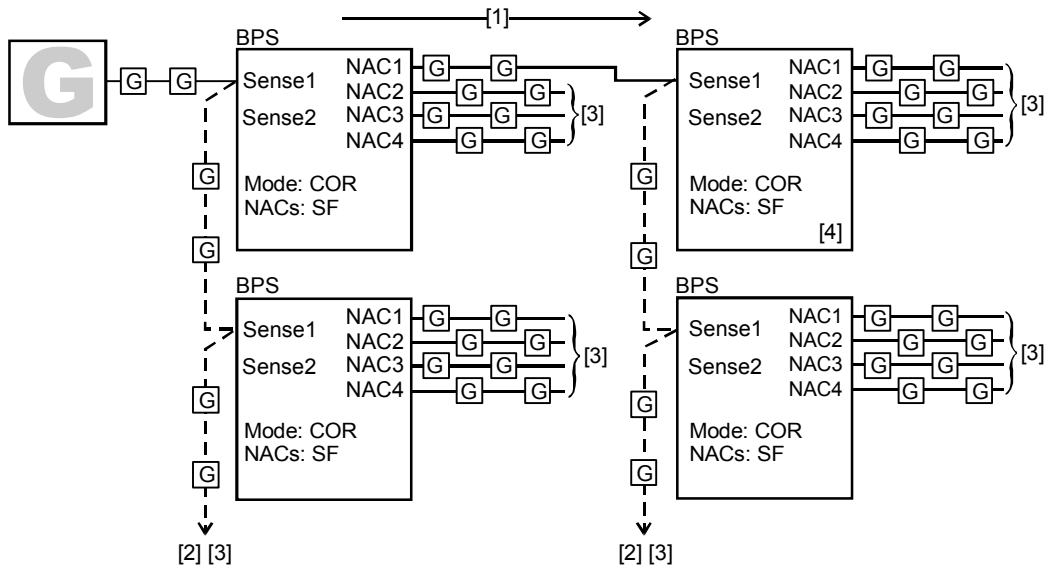 [1]
BPS
BPS
G
G G
Sense1
Sense2
NAC1 G G
NAC2 G G
NAC3 G G
NAC4 G G
[3]
Mode: COR
NACs: SF
G
G
Sense1
Sense2
NAC1 G G
NAC2 G G
NAC3 G G
NAC4 G G
[3]
Mode: COR
NACs: SF
[4]
G
G
BPS
Sense1
Sense2
NAC1 G G
NAC2 G G
NAC3 G G
NAC4 G G
[3]
Mode: COR
NACs: SF
G
G
[2] [3]
BPS
Sense1
Sense2
NAC1 G G
NAC2 G G
NAC3 G G
NAC4 G G
[3]
Mode: COR
NACs: SF
G
G
[2] [3]